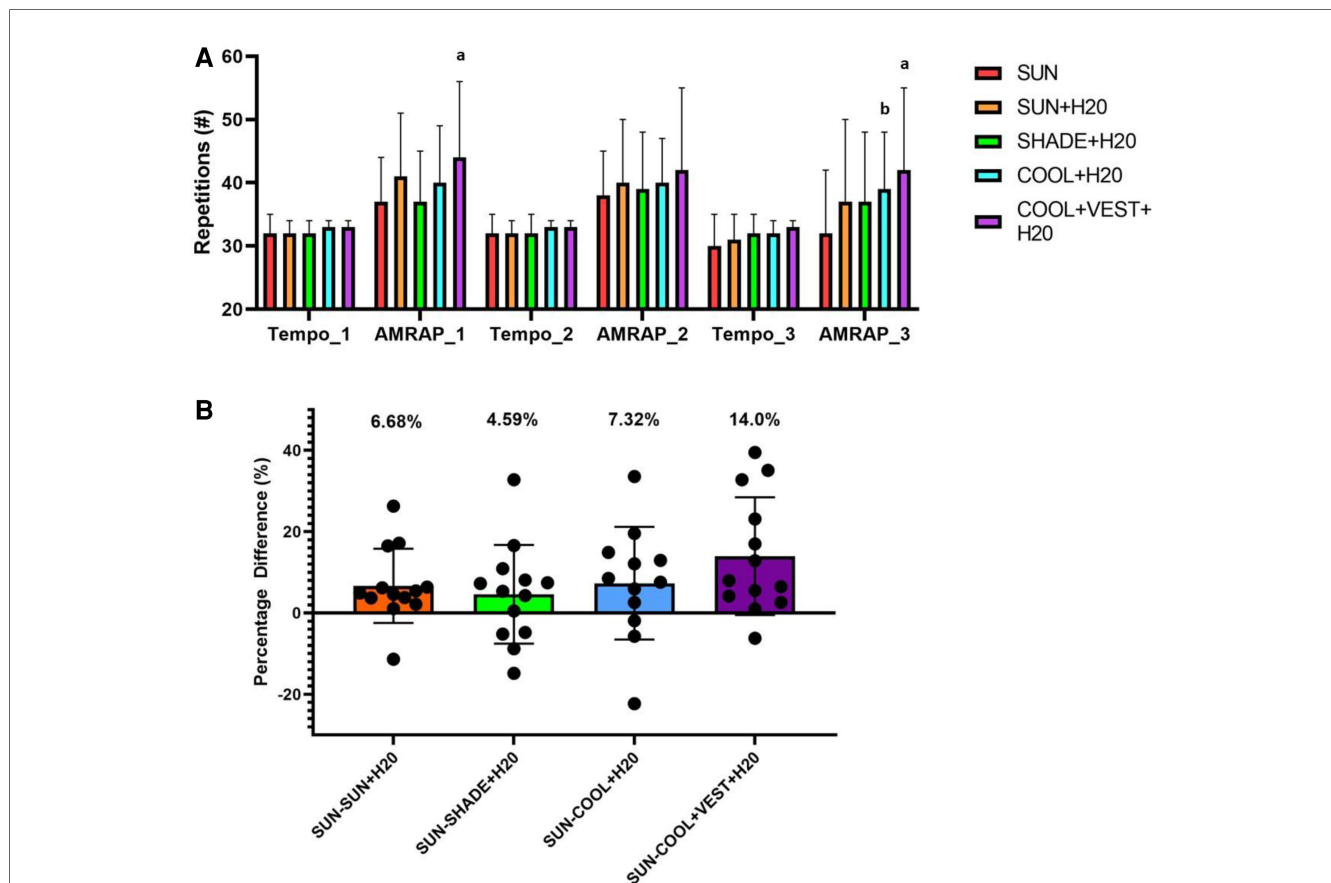 A
60
50
40
30
20
Repetitions (#)
a
a
b
Tempo_1
AMRAP_1
Tempo_2
AMRAP_2
Tempo_3
AMRAP_3
SUN
SUN+H20
SHADE+H20
COOL+H20
COOL+VEST+
H20
B
6.68%
4.59%
7.32%
14.0%
Percentage Difference (%)
40
20
0
-20
SUN-SUN+H20
SUN-SHADE+H20
SUN-COOL+H20
SUN-COOL+VEST+H20